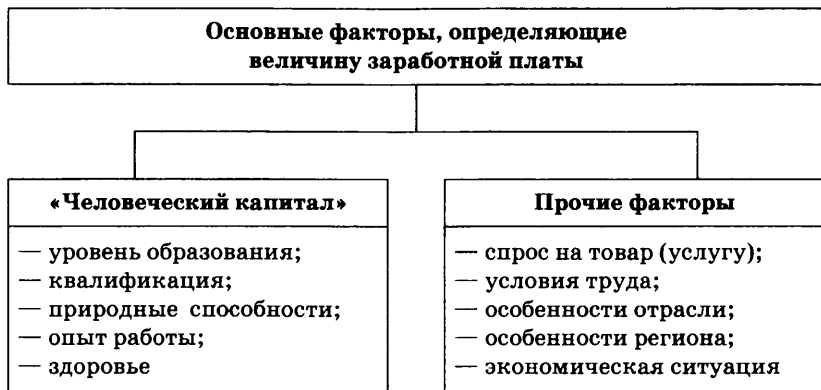 Основные факторы, определяющие
величину заработной платы
«Человеческий капитал»
— уровень образования;
— квалификация;
— природные способности;
— опыт работы;
— здоровье
Прочие факторы
— спрос на товар (услугу);
— условия труда;
— особенности отрасли;
— особенности региона;
— экономическая ситуация